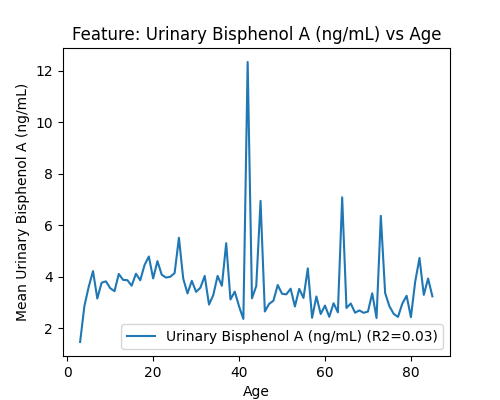 Feature: Urinary Bisphenol A (ng/mL) vs Age
Mean Urinary Bisphenol A (ng/mL)
12
10
8
6
4
2
Urinary Bisphenol A (ng/mL) (R2=0.03)
0
20
40
60
80
Age